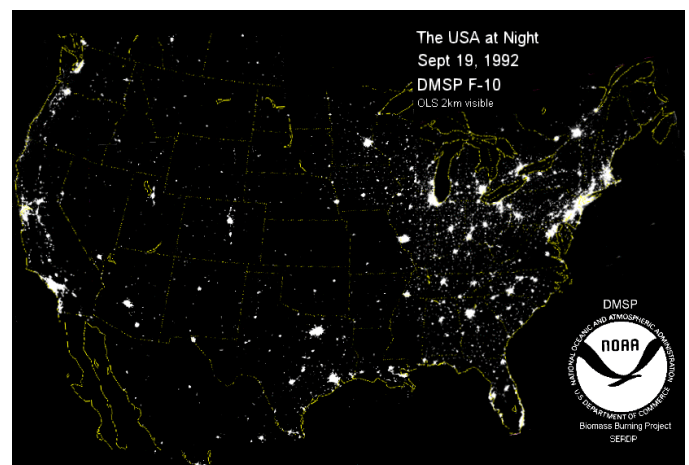 The USA at Night
Sept 19, 1992
DMSP F-10
OLS 2km visible
DMSP
NATIONAL OCEANIC AND ATMOSPHERIC ADMINISTRATION
NOAA
U.S. DEPARTMENT OF COMMERCE
Biomass Burning Project
SERDP